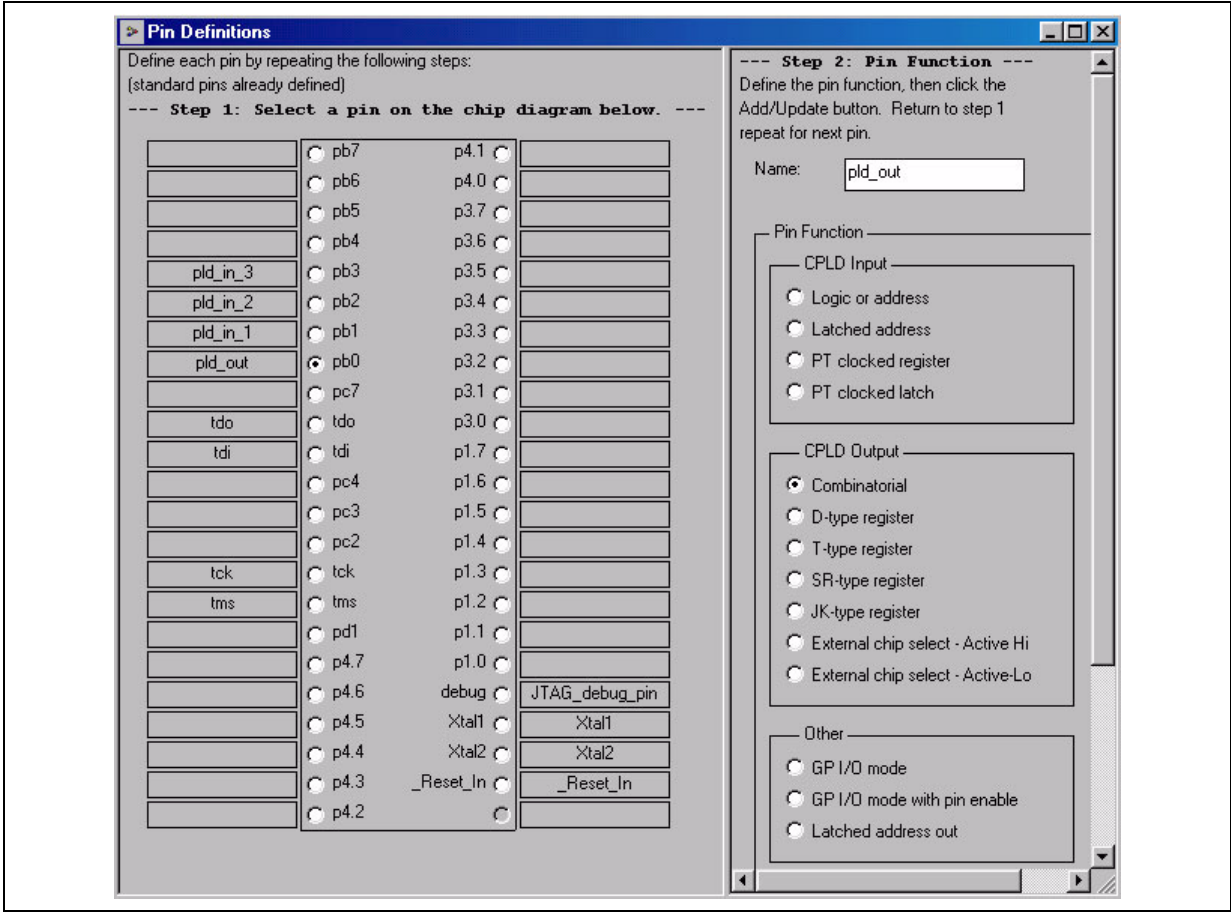 Pin Definitions
Define each pin by repeating the following steps:
(standard pins already defined)
--- Step 1: Select a pin on the chip diagram below. ---
pb7 p4.1
pb6 p4.0
pb5 p3.7
pb4 p3.6
pld_in_3 pb3 p3.5
pld_in_2 pb2 p3.4
pld_in_1 pb1 p3.3
pld_out pb0 p3.2
pc7 p3.1
tdo tdo p3.0
tdi tdi p1.7
pc4 p1.6
pc3 p1.5
pc2 p1.4
tck tck p1.3
tms tms p1.2
pd1 p1.1
p4.7 p1.0
p4.6 debug JTAG_debug_pin
p4.5 Xtal1 Xtal1
p4.4 Xtal2 Xtal2
p4.3 _Reset_In _Reset_In
p4.2
--- Step 2: Pin Function ---
Define the pin function, then click the
Add/Update button. Return to step 1
repeat for next pin.
Name: pld_out
Pin Function
CPLD Input
Logic or address
Latched address
PT clocked register
PT clocked latch
CPLD Output
Combinatorial
D-type register
T-type register
SR-type register
JK-type register
External chip select - Active Hi
External chip select - Active-Lo
Other
GP I/O mode
GP I/O mode with pin enable
Latched address out